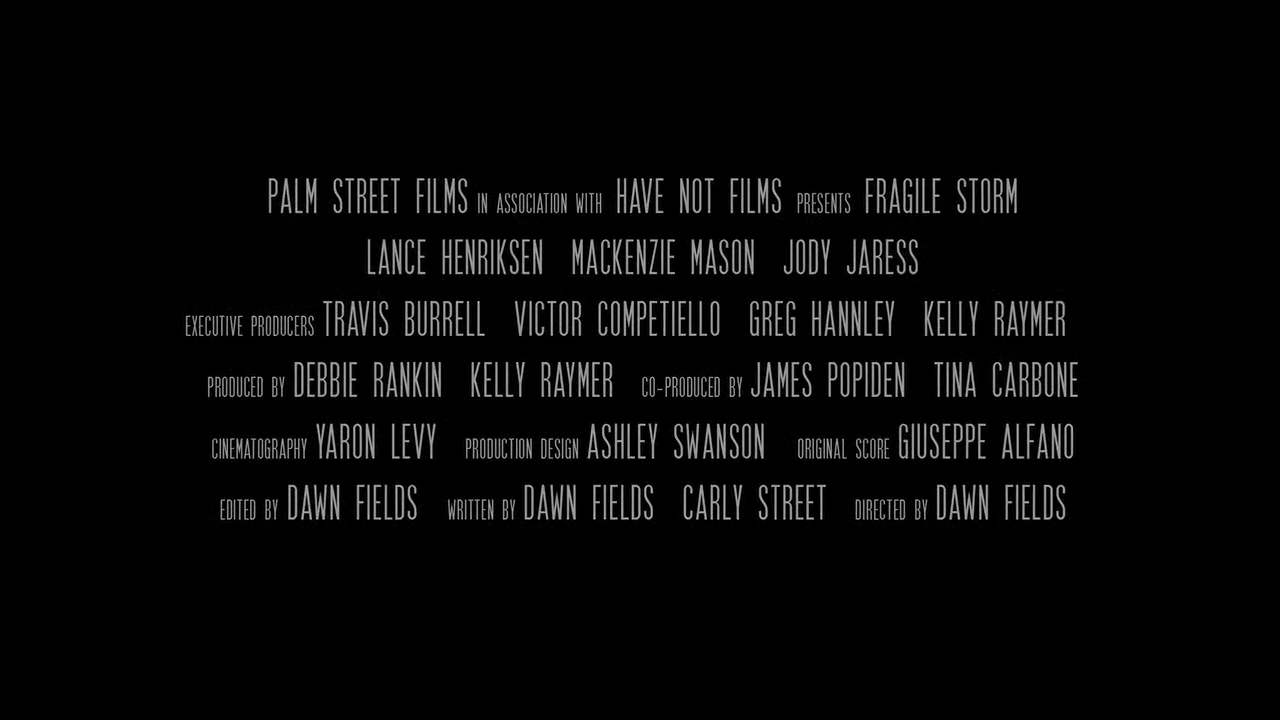 PALM STREET FILMS IN ASSOCIATION WITH HAVE NOT FILMS PRESENTS FRAGILE STORM
LANCE HENRIKSEN MACKENZIE MASON JODY JARESS
EXECUTIVE PRODUCERS TRAVIS BURRELL VICTOR COMPETIELLO GREG HANNLEY KELLY RAYMER
PRODUCED BY DEBBIE RANKIN KELLY RAYMER CO-PRODUCED BY JAMES POPIDEN TINA CARBONE
CINEMATOGRAPHY YARON LEVY PRODUCTION DESIGN ASHLEY SWANSON ORIGINAL SCORE GIUSEPPE ALFANO
EDITED BY DAWN FIELDS WRITTEN BY DAWN FIELDS CARLY STREET DIRECTED BY DAWN FIELDS